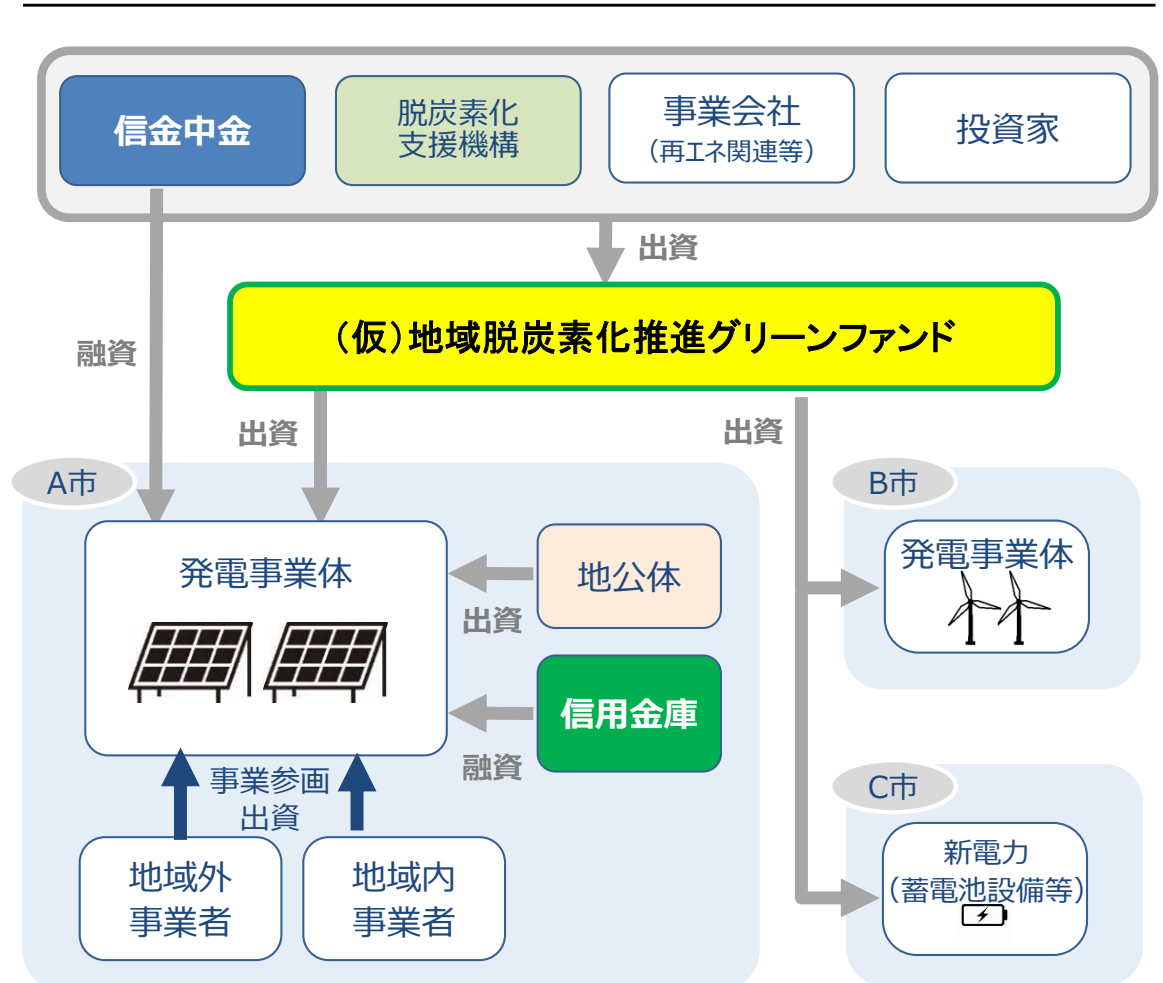 信金中金
脱炭素化
支援機構
事業会社
（再エネ関連等）
投資家
出資
（仮）地域脱炭素化推進グリーンファンド
融資
出資
出資
A市
発電事業体
地公体
出資
信用金庫
融資
事業参画
出資
地域外
事業者
地域内
事業者
B市
発電事業体
C市
新電力
（蓄電池設備等）